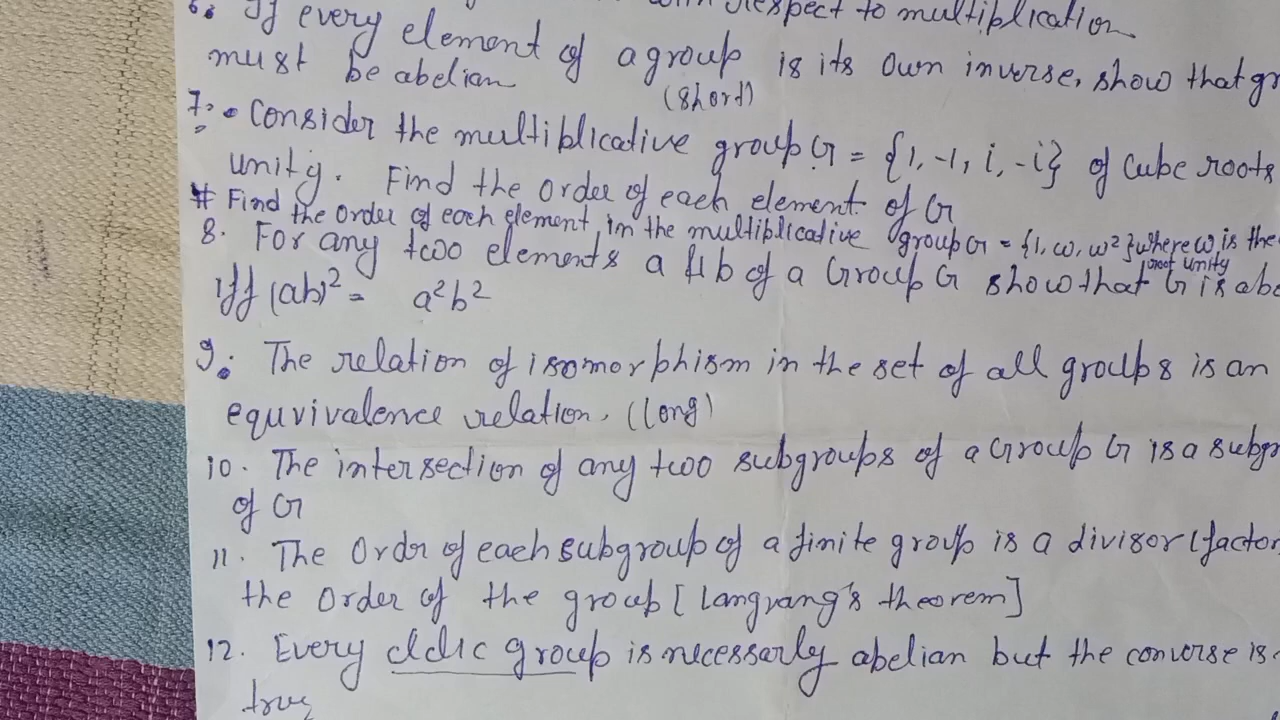 with respect to multiplication
6. If every element of a group is its own inverse, show that gr
must be abelian
(short)
7. Consider the multiplicative group G = {1, -1, i, -i} of cube roots
unity. Find the order of each element of G
# Find the order of each element in the multiplicative group G = {1, ω, ω²} where ω is the
root unity
8. For any two elements a & b of a Group G show that G is abe
iff (ab)² = a²b²
9. The relation of isomorphism in the set of all groups is an
equvivalence relation. (long)
10. The intersection of any two subgroups of a Group G is a subgr
of G
11. The Order of each subgroup of a finite group is a divisor (factor
the order of the group [Langrang's theorem]
12. Every group is necessarly abelian but the converse is
true